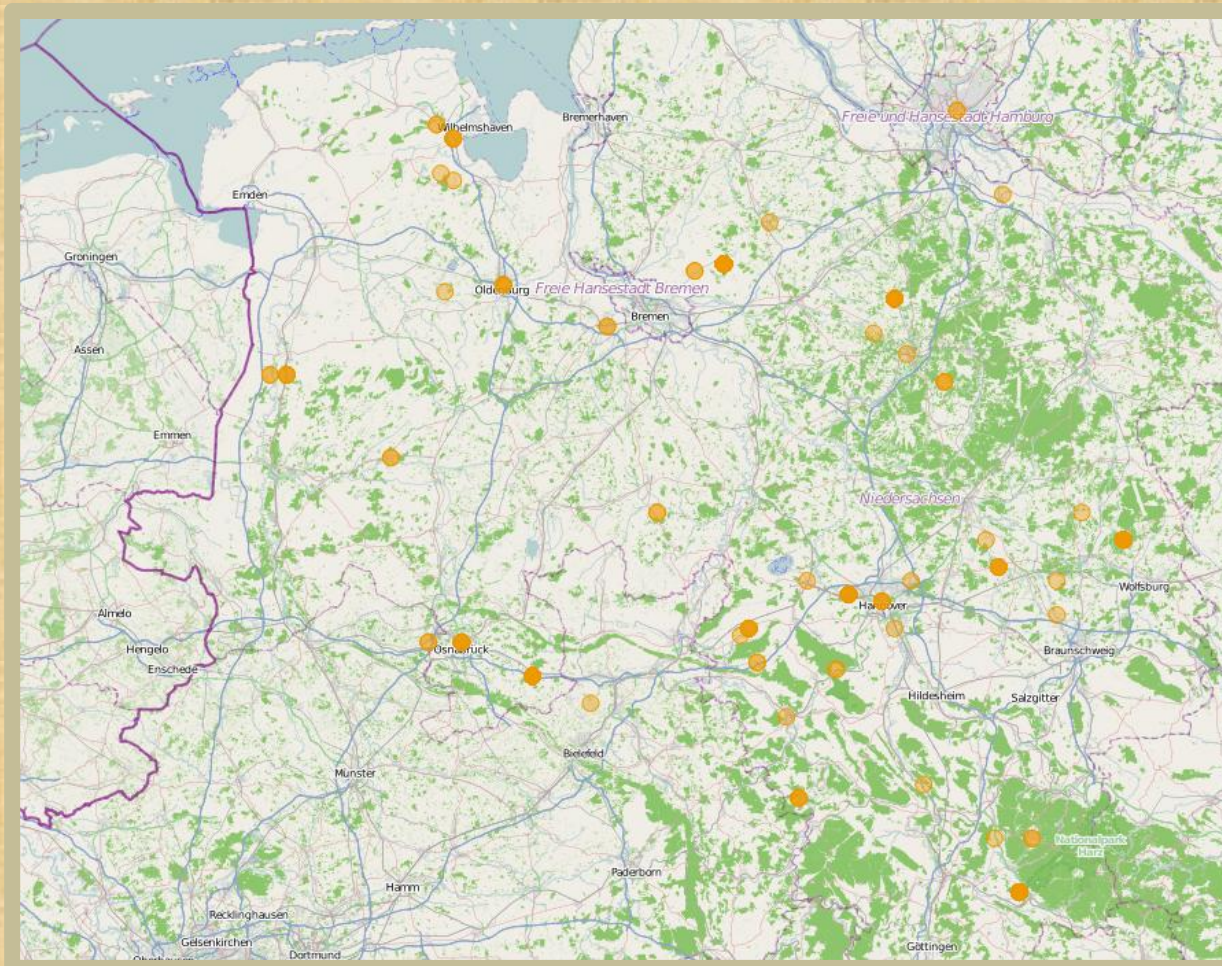 Freie und Hansestadt Hamburg
Bremerhaven
Wilhelmshaven
Emden
Groningen
Oldenburg
Freie Hansestadt Bremen
Bremen
Assen
Emmen
Niedersachsen
Wolfsburg
Almelo
Hannover
Hengelo
Osnabrück
Braunschweig
Enschede
Hildesheim
Salzgitter
Bielefeld
Münster
Nationalpark
Harz
Paderborn
Hamm
Recklinghausen
Gelsenkirchen
Göttingen
Dortmund
Oberhausen